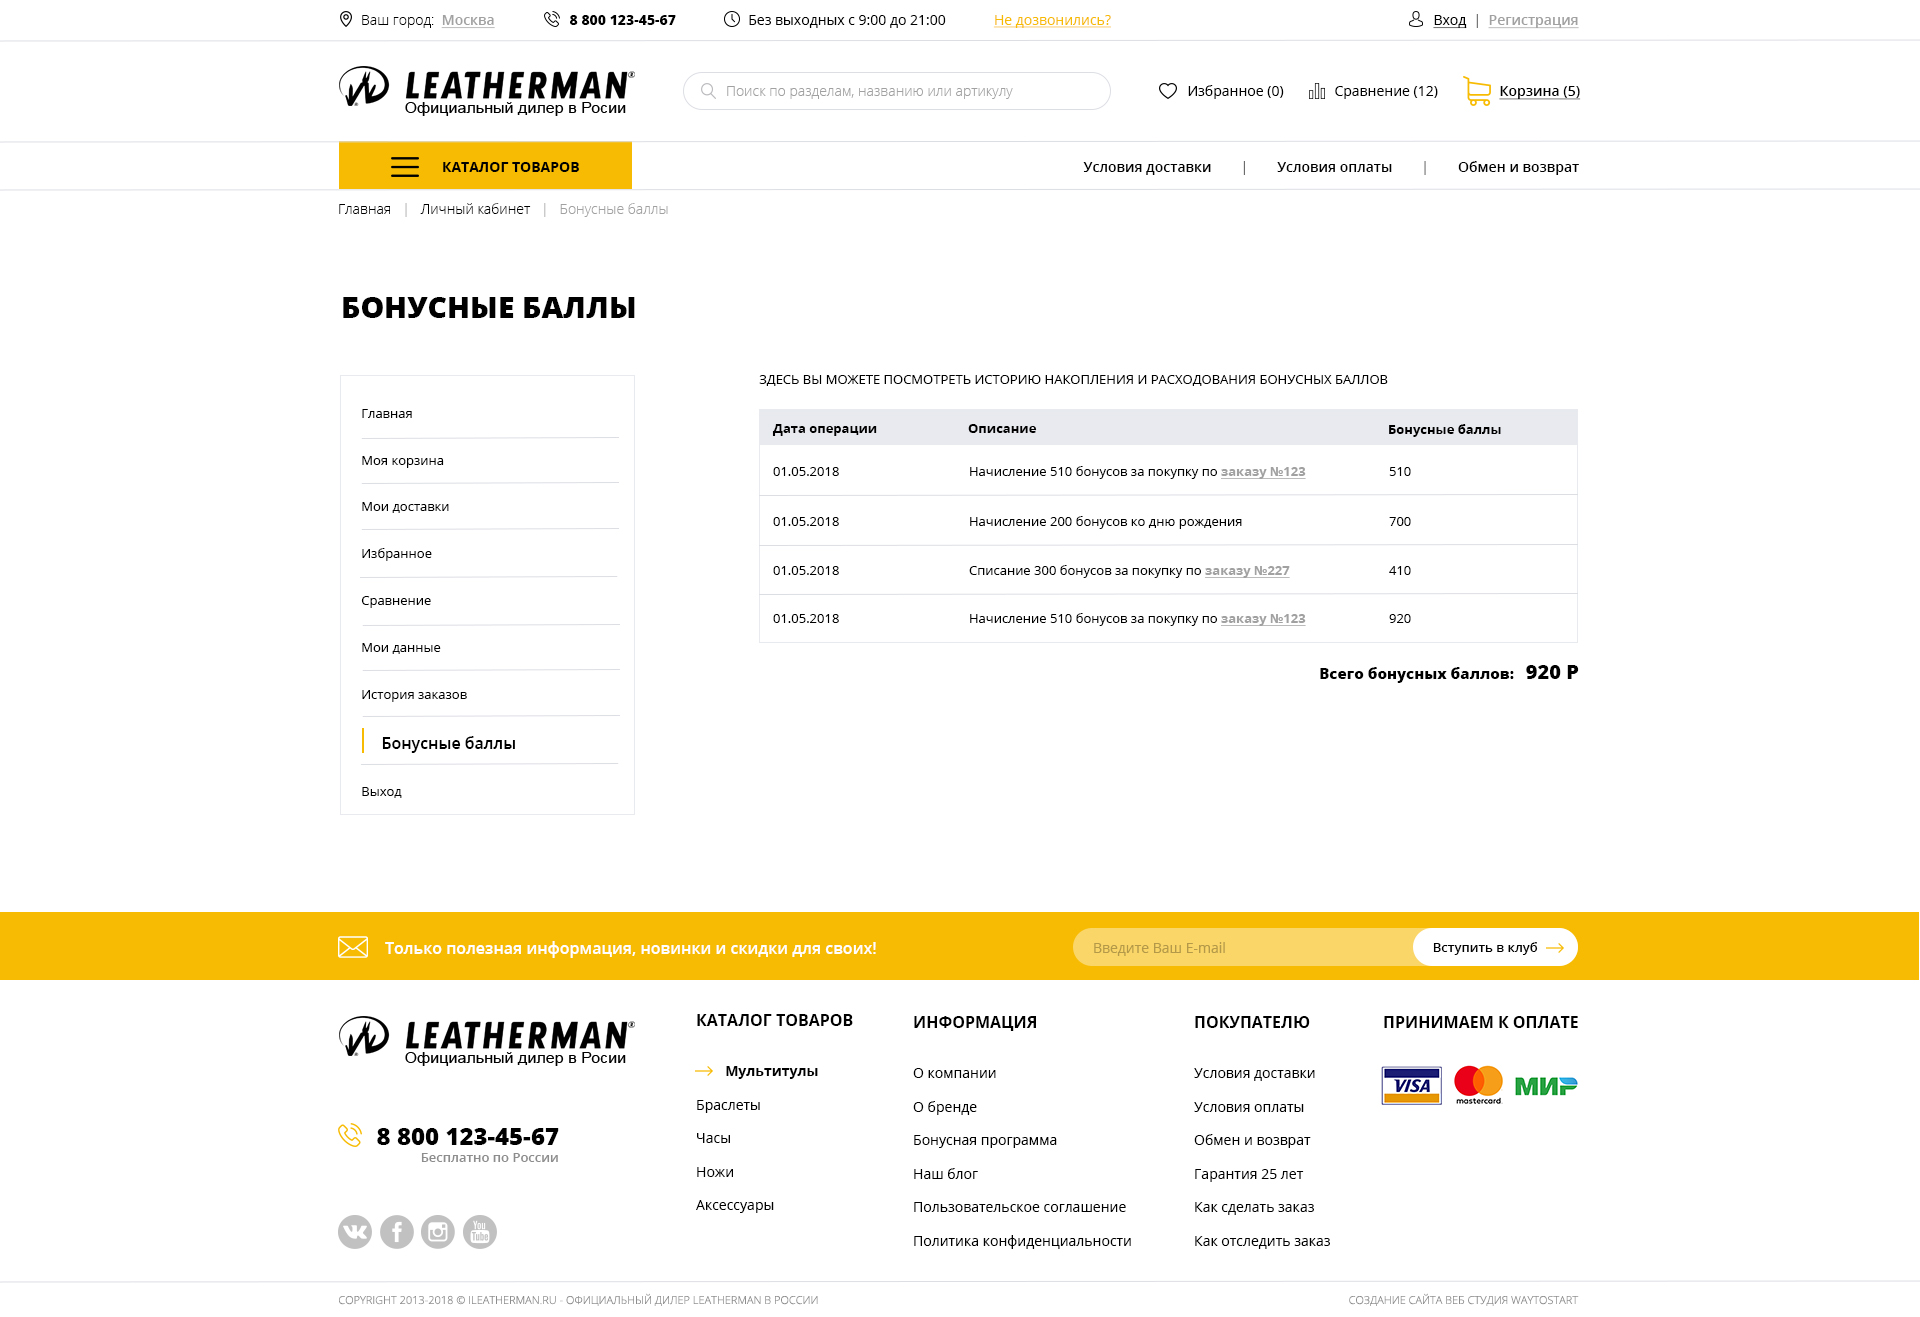 Ваш город: Москва 8 800 123-45-67 Без выходных с 9:00 до 21:00 Не дозвонились? Вход | Регистрация
LEATHERMAN®
Официальный дилер в Росии
Поиск по разделам, названию или артикулу
Избранное (0) Сравнение (12) Корзина (5)
КАТАЛОГ ТОВАРОВ Условия доставки | Условия оплаты | Обмен и возврат
Главная | Личный кабинет | Бонусные баллы
БОНУСНЫЕ БАЛЛЫ
Главная
Моя корзина
Мои доставки
Избранное
Сравнение
Мои данные
История заказов
Бонусные баллы
Выход
ЗДЕСЬ ВЫ МОЖЕТЕ ПОСМОТРЕТЬ ИСТОРИЮ НАКОПЛЕНИЯ И РАСХОДОВАНИЯ БОНУСНЫХ БАЛЛОВ
Дата операции Описание Бонусные баллы
01.05.2018 Начисление 510 бонусов за покупку по заказу №123 510
01.05.2018 Начисление 200 бонусов ко дню рождения 700
01.05.2018 Списание 300 бонусов за покупку по заказу №227 410
01.05.2018 Начисление 510 бонусов за покупку по заказу №123 920
Всего бонусных баллов: 920 Р
Только полезная информация, новинки и скидки для своих!
Введите Ваш E-mail
Вступить в клуб
LEATHERMAN®
Официальный дилер в Росии
8 800 123-45-67
Бесплатно по России
You Tube
КАТАЛОГ ТОВАРОВ
Мультитулы
Браслеты
Часы
Ножи
Аксессуары
ИНФОРМАЦИЯ
О компании
О бренде
Бонусная программа
Наш блог
Пользовательское соглашение
Политика конфиденциальности
ПОКУПАТЕЛЮ
Условия доставки
Условия оплаты
Обмен и возврат
Гарантия 25 лет
Как сделать заказ
Как отследить заказ
ПРИНИМАЕМ К ОПЛАТЕ
VISA mastercard МИР
COPYRIGHT 2013-2018 © ILEATHERMAN.RU - ОФИЦИАЛЬНЫЙ ДИЛЕР LEATHERMAN В РОССИИ
СОЗДАНИЕ САЙТА ВЕБ СТУДИЯ WAYTOSTART